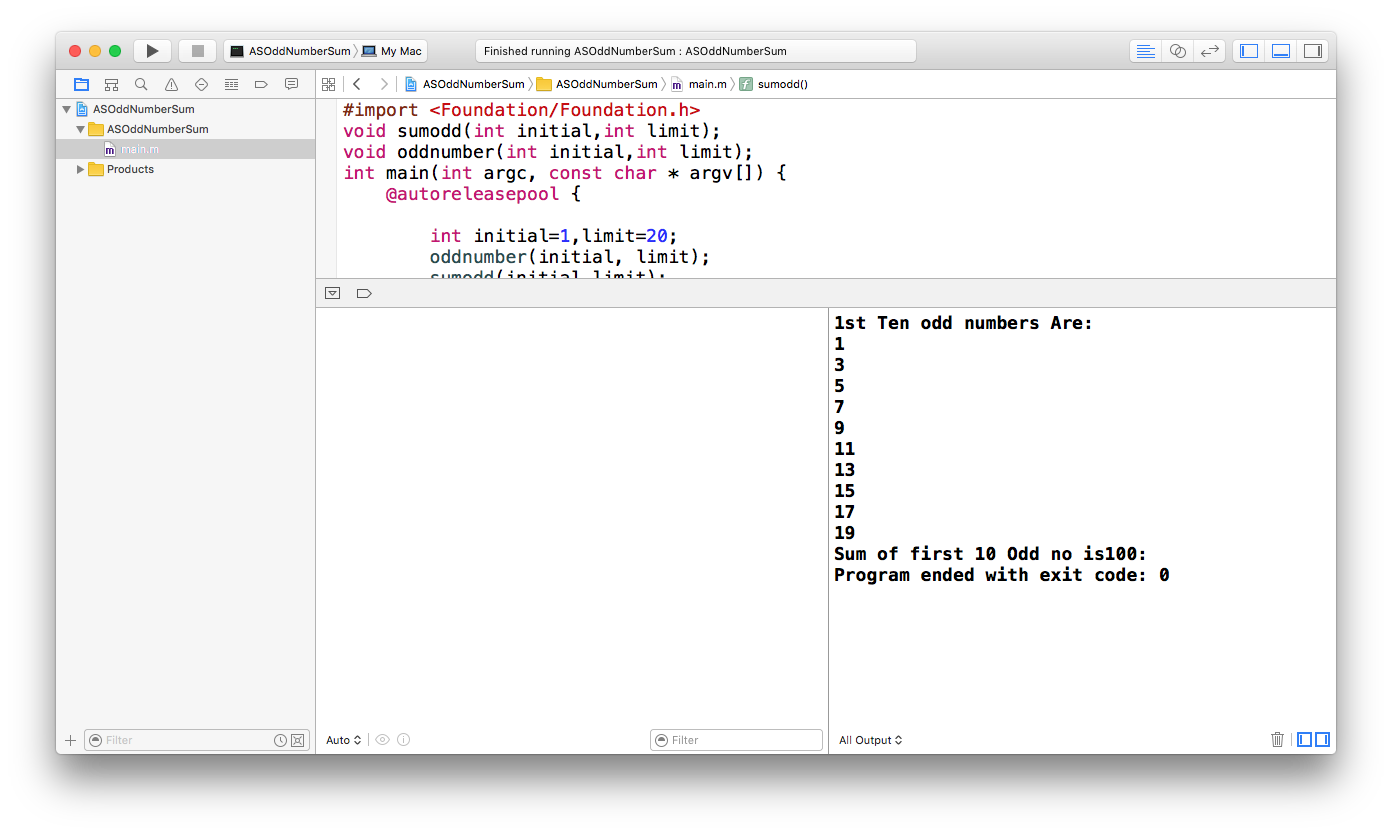 ASOddNumberSum My Mac Finished running ASOddNumberSum : ASOddNumberSum
ASOddNumberSum ASOddNumberSum main.m sumodd()
ASOddNumberSum
ASOddNumberSum
main.m
Products
#import <Foundation/Foundation.h>
void sumodd(int initial,int limit);
void oddnumber(int initial,int limit);
int main(int argc, const char * argv[]) {
@autoreleasepool {
int initial=1,limit=20;
oddnumber(initial, limit);
sumodd(initial,limit);
1st Ten odd numbers Are:
1
3
5
7
9
11
13
15
17
19
Sum of first 10 Odd no is100:
Program ended with exit code: 0
Filter
Auto
Filter
All Output